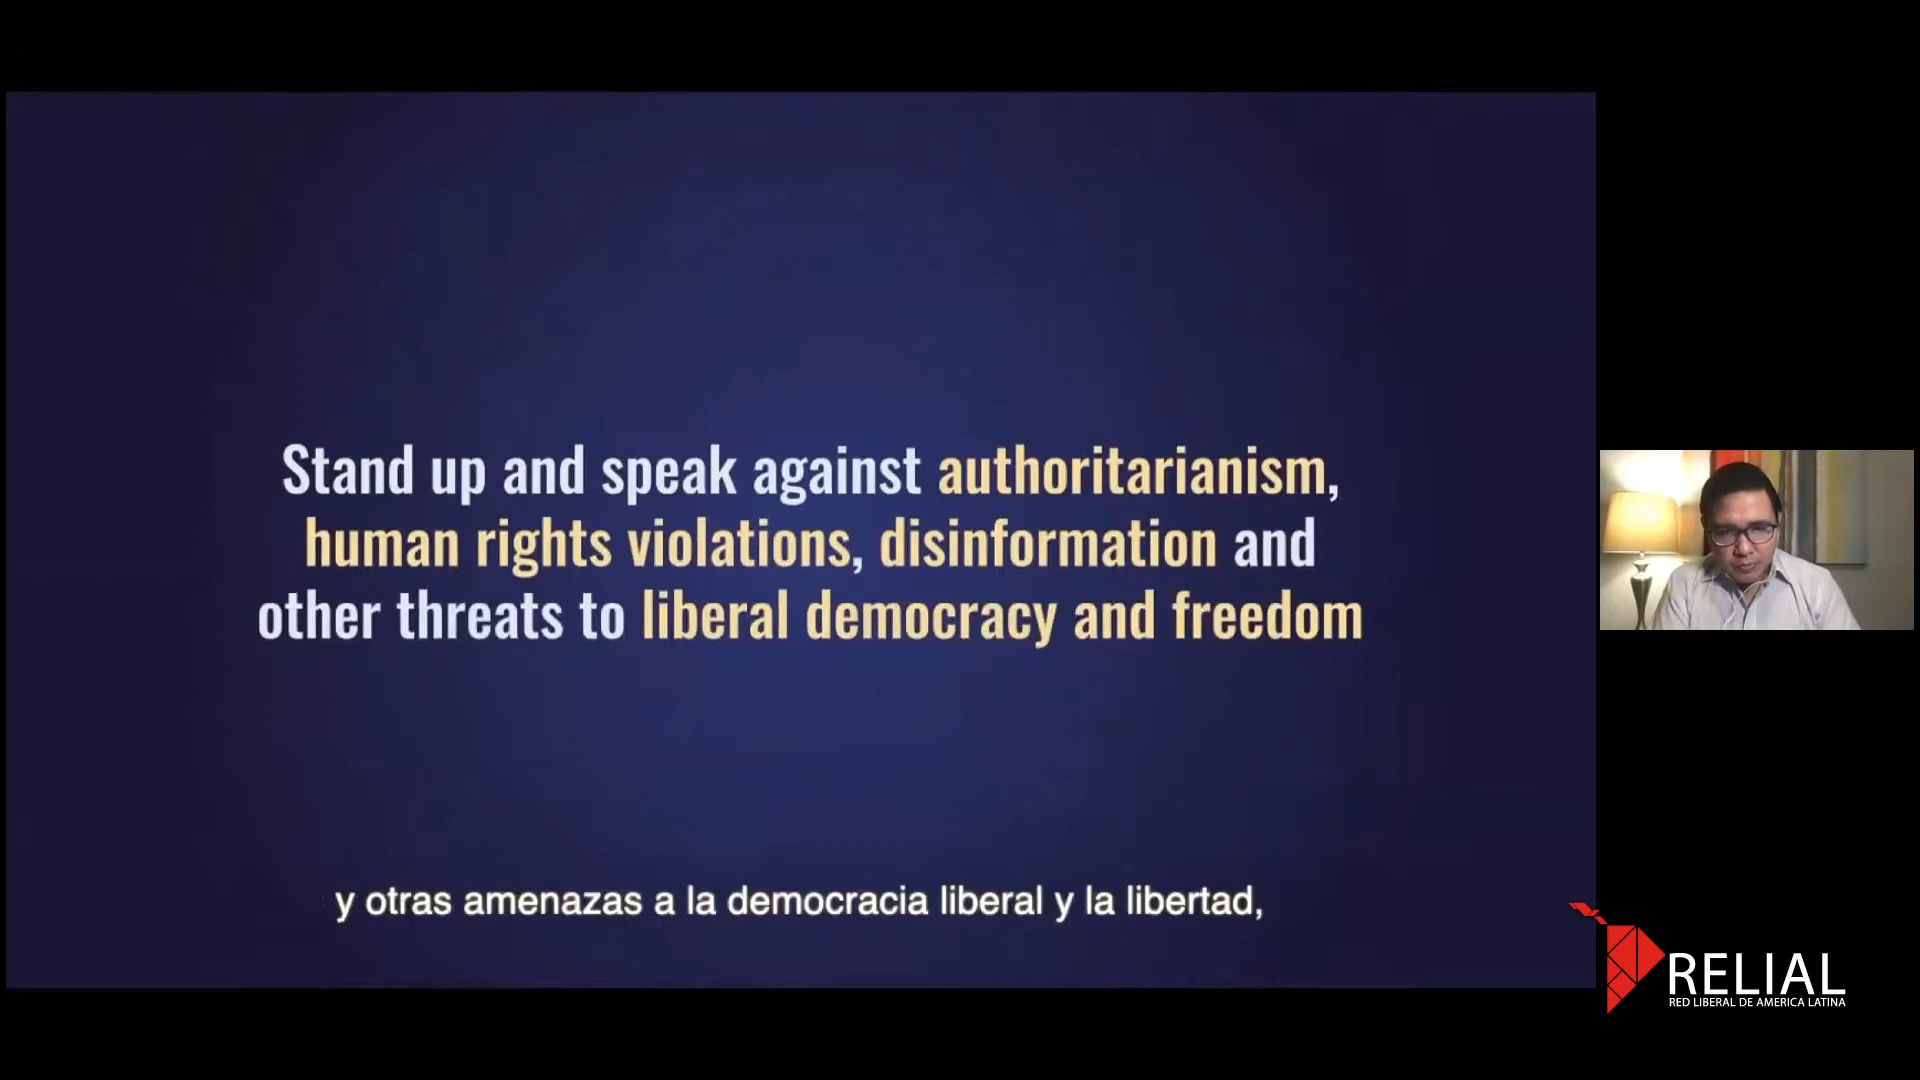 Stand up and speak against authoritarianism,
human rights violations, disinformation and
other threats to liberal democracy and freedom
y otras amenazas a la democracia liberal y la libertad,
RELIAL
RED LIBERAL DE AMERICA LATINA